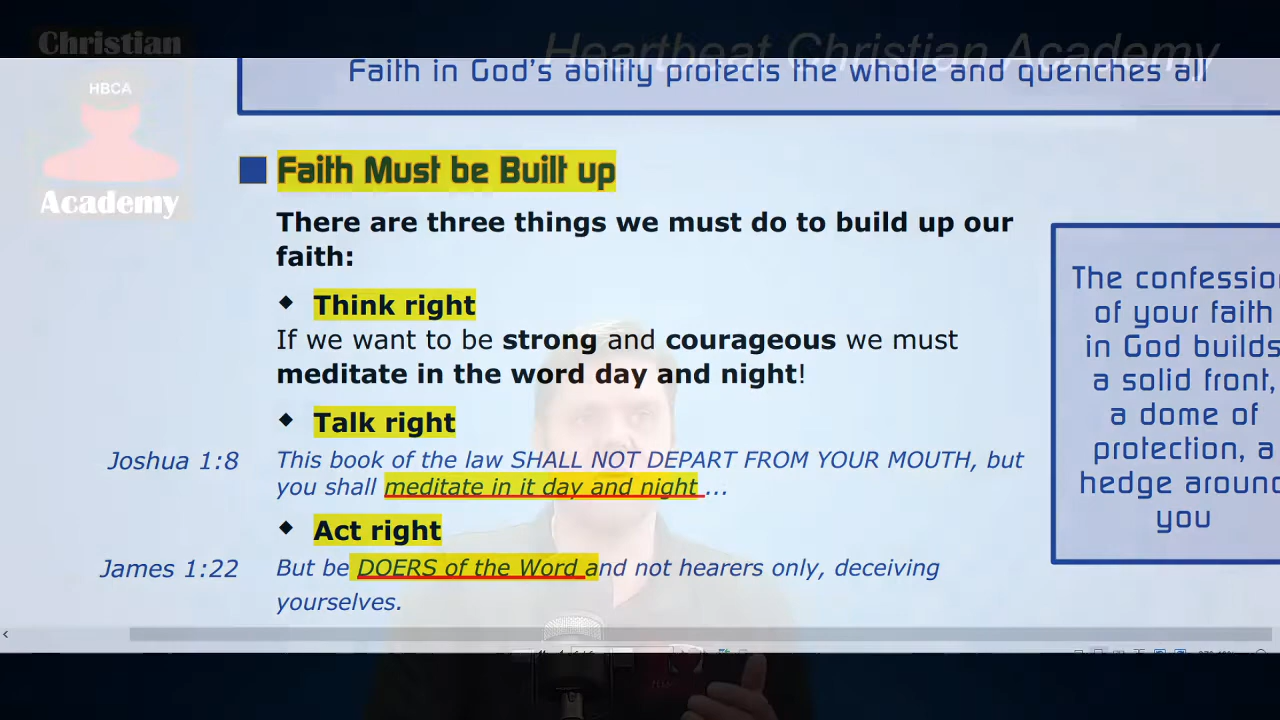 Christian
Heartbeat Christian Academy
Faith in God's ability protects the whole and quenches all
HBCA
Academy
Faith Must be Built up
There are three things we must do to build up our
faith:
◆ Think right
If we want to be strong and courageous we must
meditate in the word day and night!
◆ Talk right
Joshua 1:8 This book of the law SHALL NOT DEPART FROM YOUR MOUTH, but
you shall meditate in it day and night ...
◆ Act right
James 1:22 But be DOERS of the Word and not hearers only, deceiving
yourselves.
The confession
of your faith
in God builds
a solid front,
a dome of
protection, a
hedge around
you